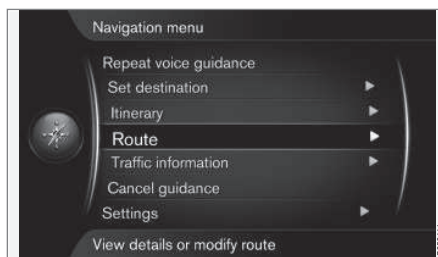 Navigation menu
Repeat voice guidance
Set destination
Itinerary
Route
Traffic information
Cancel guidance
Settings
View details or modify route